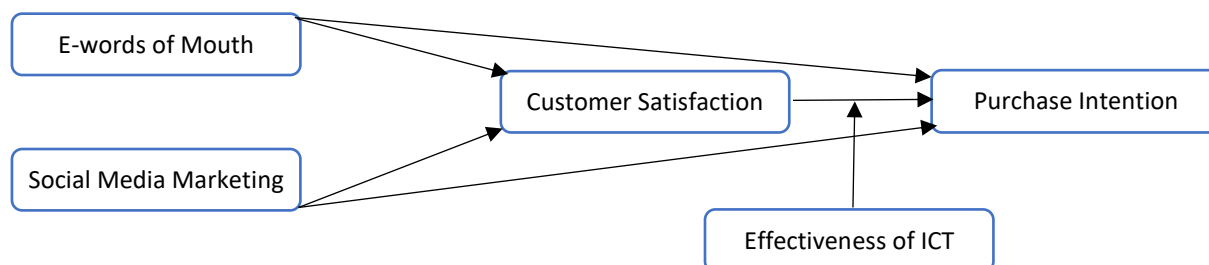 E-words of Mouth
Customer Satisfaction
Purchase Intention
Social Media Marketing
Effectiveness of ICT